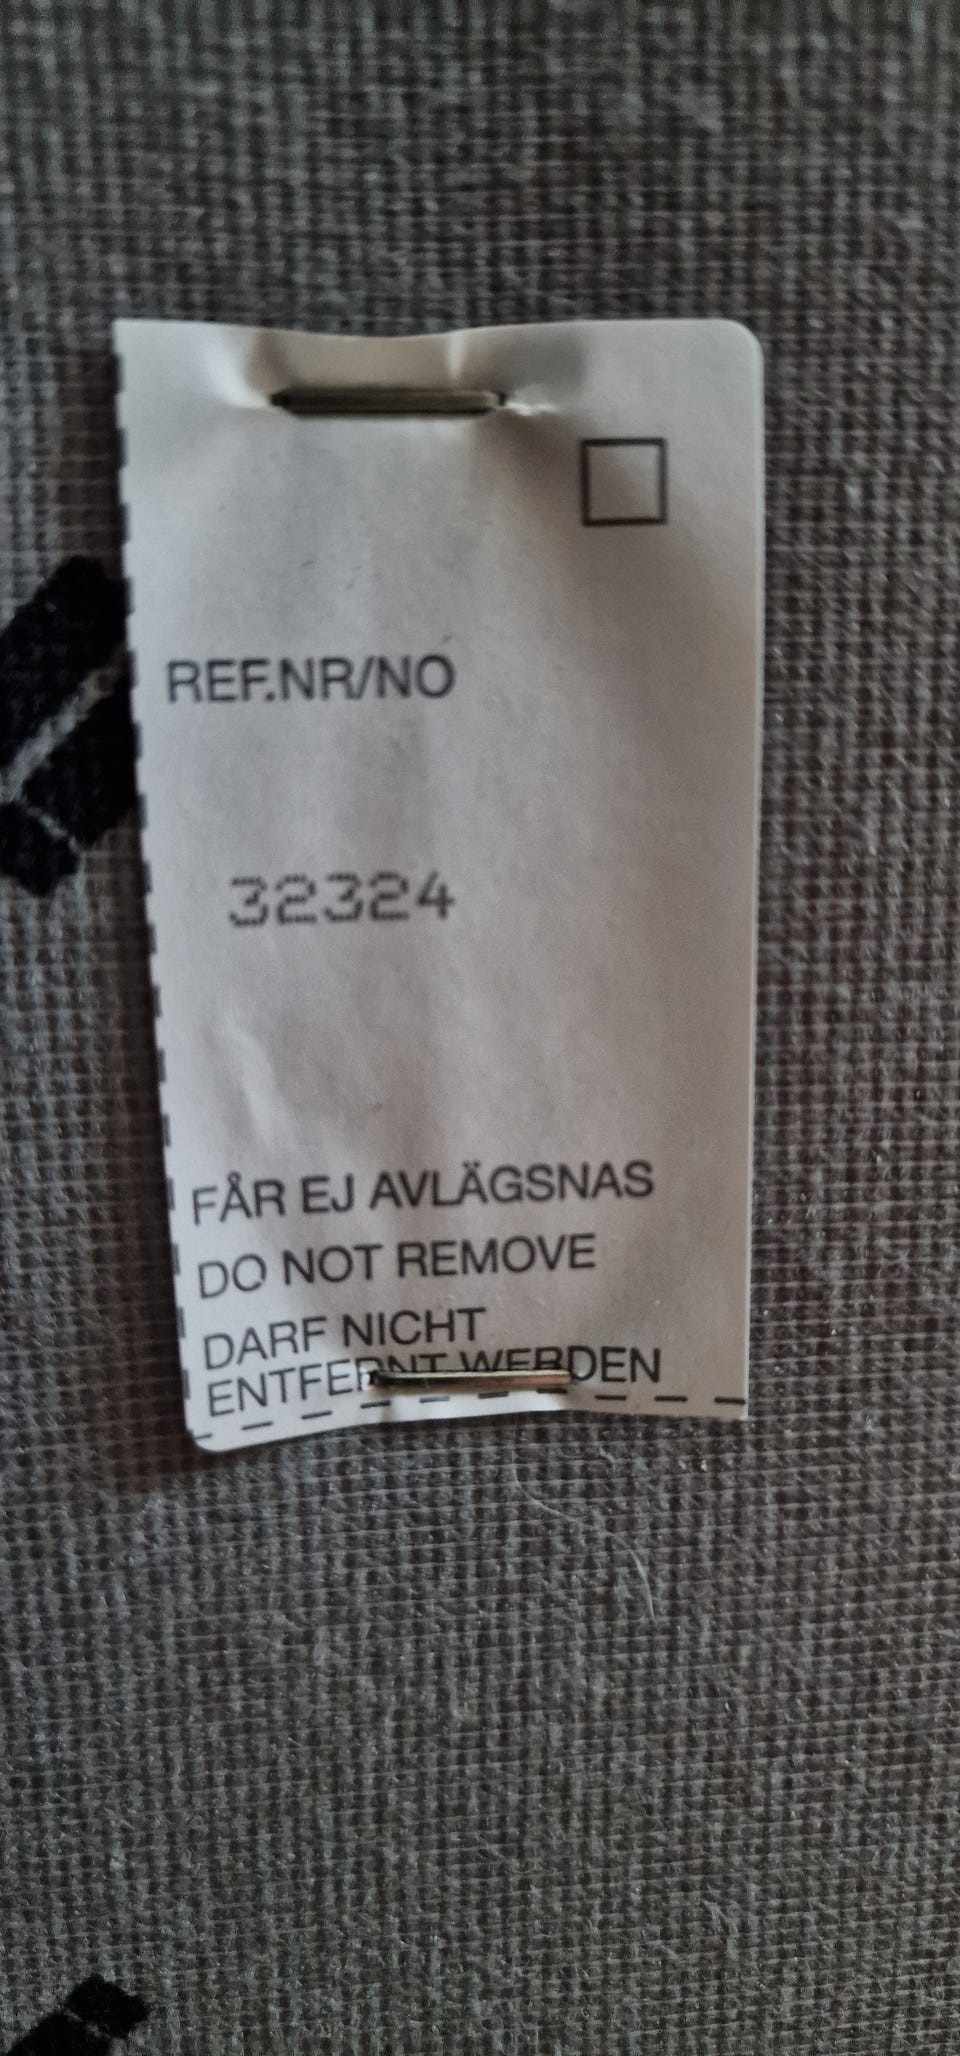 REF.NR/NO
32324
FÅR EJ AVLÄGSNAS
DO NOT REMOVE
DARF NICHT
ENTFERNT WERDEN